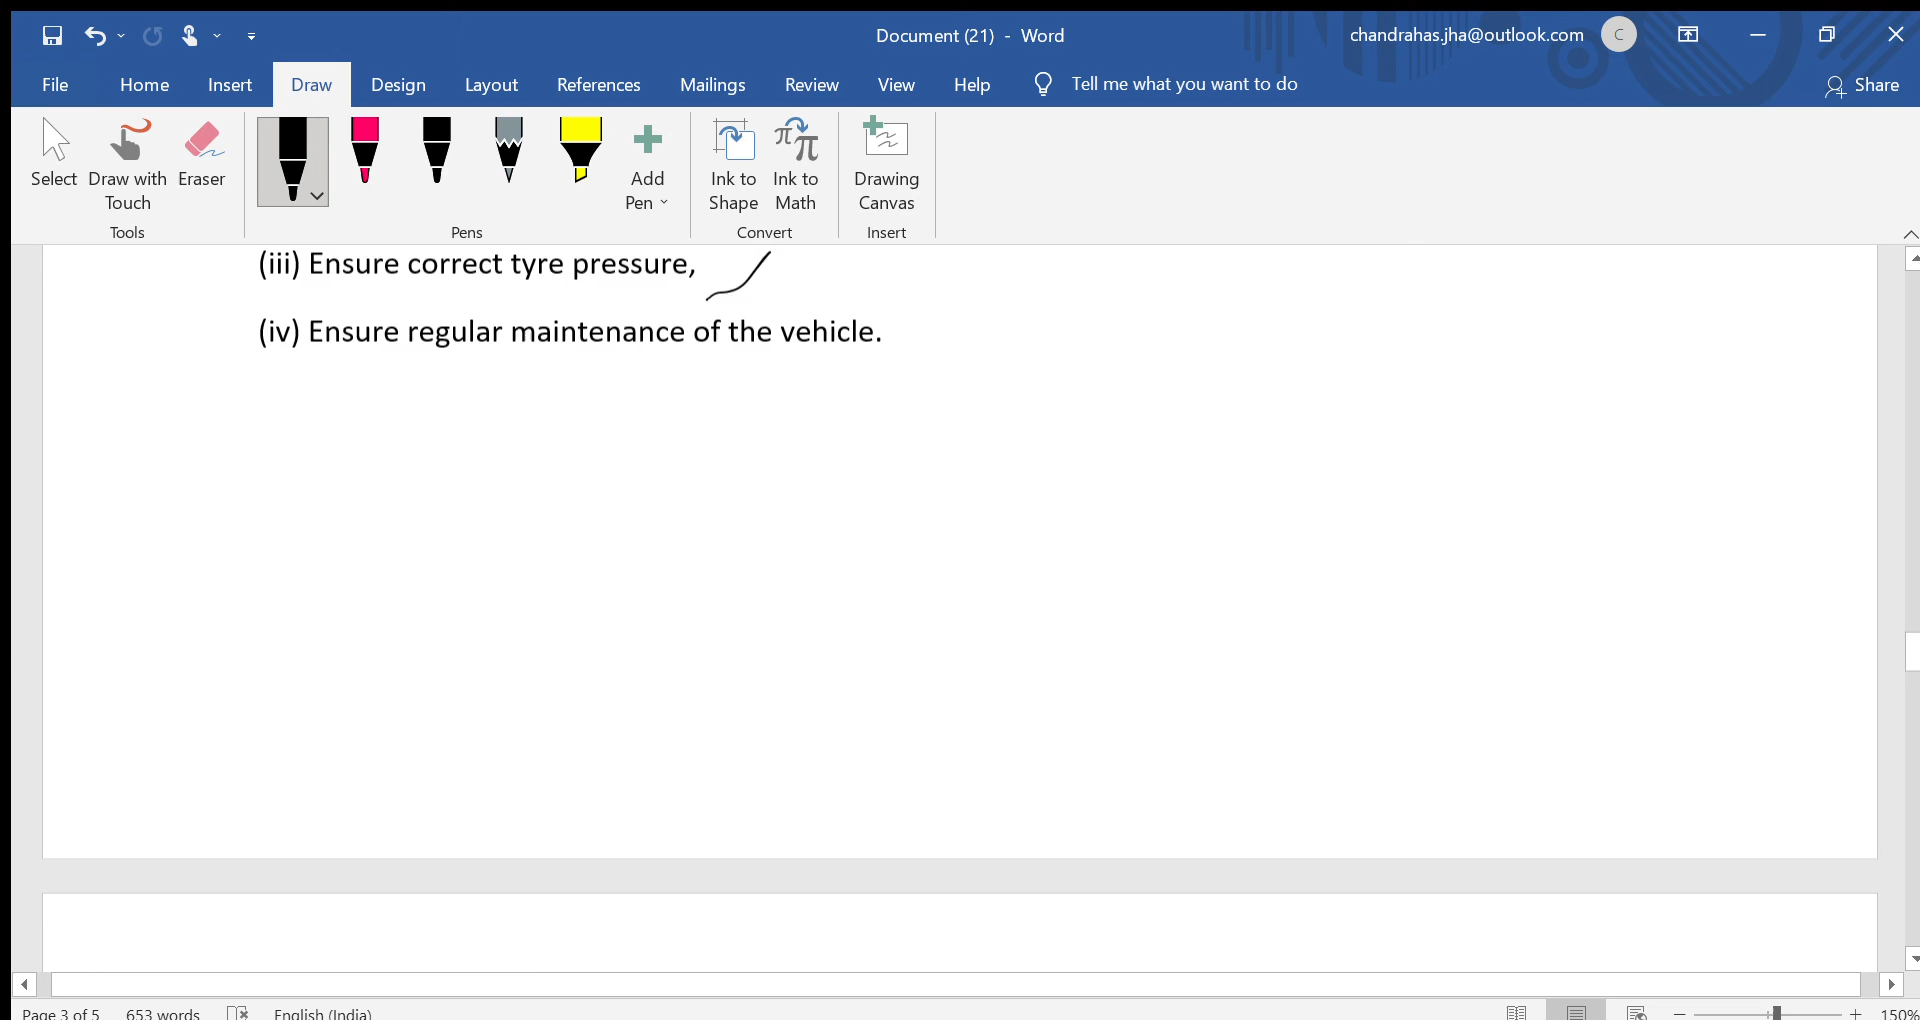 Document (21) - Word
chandrahas.jha@outlook.com
C
File Home Insert Draw Design Layout References Mailings Review View Help Tell me what you want to do Share
Select Draw with Touch Eraser Add Pen Ink to Shape Ink to Math Drawing Canvas
Tools Pens Convert Insert
(iii) Ensure correct tyre pressure,
(iv) Ensure regular maintenance of the vehicle.
Page 3 of 5 653 words English (India) 150%